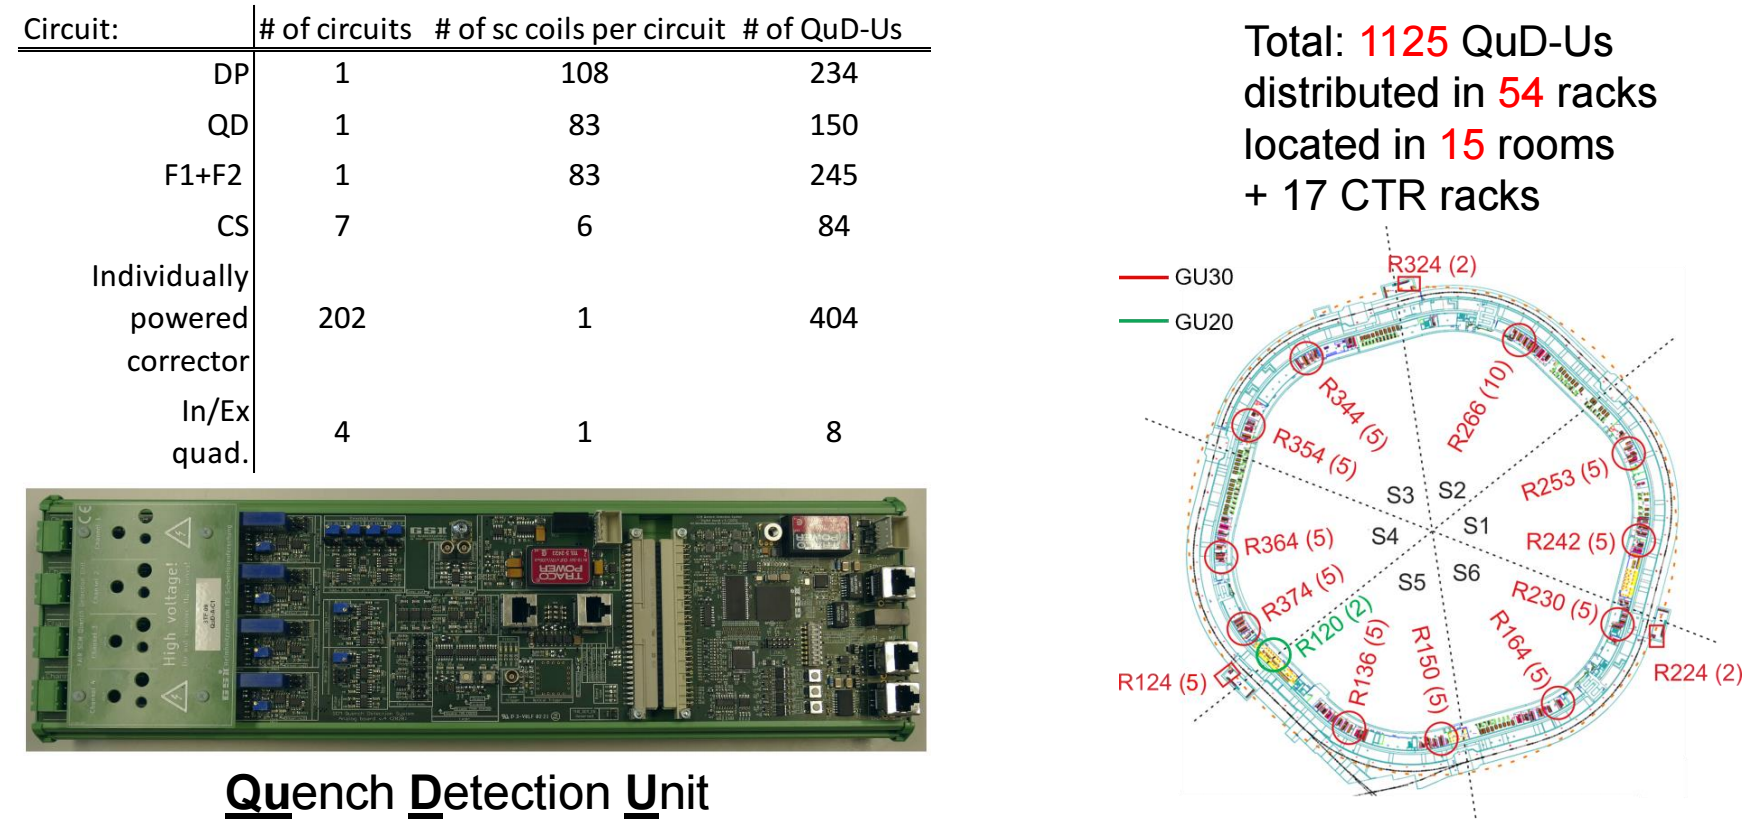 Circuit: # of circuits # of sc coils per circuit # of QuD-Us
DP 1 108 234
QD 1 83 150
F1+F2 1 83 245
CS 7 6 84
Individually
powered 202 1 404
corrector
In/Ex
quad. 4 1 8
High voltage!
GSI
TRACO
POWER
Quench Detection Unit
Total: 1125 QuD-Us
distributed in 54 racks
located in 15 rooms
+ 17 CTR racks
GU30
GU20
R324 (2)
R344 (5)
R266 (10)
R354 (5)
R253 (5)
S3 S2
S4 S1
S5 S6
R364 (5)
R242 (5)
R374 (5)
R230 (5)
R120 (2)
R124 (5)
R136 (5)
R150 (5)
R164 (5)
R224 (2)